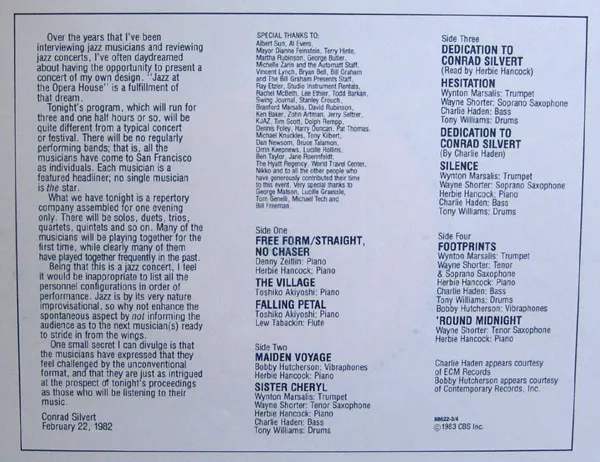 Over the years that I've been
interviewing jazz musicians and reviewing
jazz concerts, I've often daydreamed
about having the opportunity to present a
concert of my own design. "Jazz at
the Opera House" is a fulfillment of
that dream.
Tonight's program, which will run for
three and one half hours or so, will be
quite different from a typical concert
or festival. There will be no regularly
performing bands; that is, all the
musicians have come to San Francisco
as individuals. Each musician is a
featured headliner; no single musician
is the star.
What we have tonight is a repertory
company assembled for one evening
only. There will be solos, duets, trios,
quartets, quintets and so on. Many of the
musicians will be playing together for the
first time, while clearly many of them
have played together frequently in the past.
Being that this is a jazz concert, I feel
it would be inappropriate to list all the
personnel configurations in order of
performance. Jazz is by its very nature
improvisational, so why not enhance the
spontaneous aspect by not informing the
audience as to the next musician(s) ready
to stride in from the wings.
One small secret I can divulge is that
the musicians have expressed that they
feel challenged by the unconventional
format, and that they are just as intrigued
at the prospect of tonight's proceedings
as those who will be listening to their
music.
Conrad Silvert
February 22, 1982
SPECIAL THANKS TO:
Albert Sun, Al Evers,
Mayor Dianne Feinstein, Terry Hinte,
Martha Robinson, George Butler,
Michelle Zarin and the Automatt Staff,
Vincent Lynch, Bryan Bell, Bill Graham
and The Bill Graham Presents Staff,
Ray Etzler, Studio Instrument Rentals,
Rachel McBeth, Lee Ethier, Todd Barkan,
Swing Journal, Stanley Crouch,
Branford Marsalis, David Robinson,
Ken Baker, Zohn Artman, Jerry Seltzer,
KJAZ, Tim Scott, Dolph Rempp,
Dennis Foley, Harry Duncan, Pat Thomas,
Michael Knuckles, Tony Kilbert,
Dan Newsom, Bruce Talamon,
Orrin Keepnews, Lucille Rollins,
Ben Taylor, Jane Roennfeldt,
The Hyatt Regency, World Travel Center,
Nikko and to all the other people who
have generously contributed their time
to this event. Very special thanks to
George Matson, Lucille Gruessle,
Tom Genelli, Michael Tech and
Bill Freeman.
Side One
FREE FORM/STRAIGHT,
NO CHASER
Denny Zeitlin: Piano
Herbie Hancock: Piano
THE VILLAGE
Toshiko Akiyoshi: Piano
FALLING PETAL
Toshiko Akiyoshi: Piano
Lew Tabackin: Flute
Side Two
MAIDEN VOYAGE
Bobby Hutcherson: Vibraphones
Herbie Hancock: Piano
SISTER CHERYL
Wynton Marsalis: Trumpet
Wayne Shorter: Tenor Saxophone
Herbie Hancock: Piano
Charlie Haden: Bass
Tony Williams: Drums
Side Three
DEDICATION TO
CONRAD SILVERT
(Read by Herbie Hancock)
HESITATION
Wynton Marsalis: Trumpet
Wayne Shorter: Soprano Saxophone
Charlie Haden: Bass
Tony Williams: Drums
DEDICATION TO
CONRAD SILVERT
(By Charlie Haden)
SILENCE
Wynton Marsalis: Trumpet
Wayne Shorter: Soprano Saxophone
Herbie Hancock: Piano
Charlie Haden: Bass
Tony Williams: Drums
Side Four
FOOTPRINTS
Wynton Marsalis: Trumpet
Wayne Shorter: Tenor
& Soprano Saxophone
Herbie Hancock: Piano
Charlie Haden: Bass
Tony Williams: Drums
Bobby Hutcherson: Vibraphones
'ROUND MIDNIGHT
Wayne Shorter: Tenor Saxophone
Herbie Hancock: Piano
Charlie Haden appears courtesy
of ECM Records
Bobby Hutcherson appears courtesy
of Contemporary Records, Inc.
88622-3/4
©1983 CBS Inc.